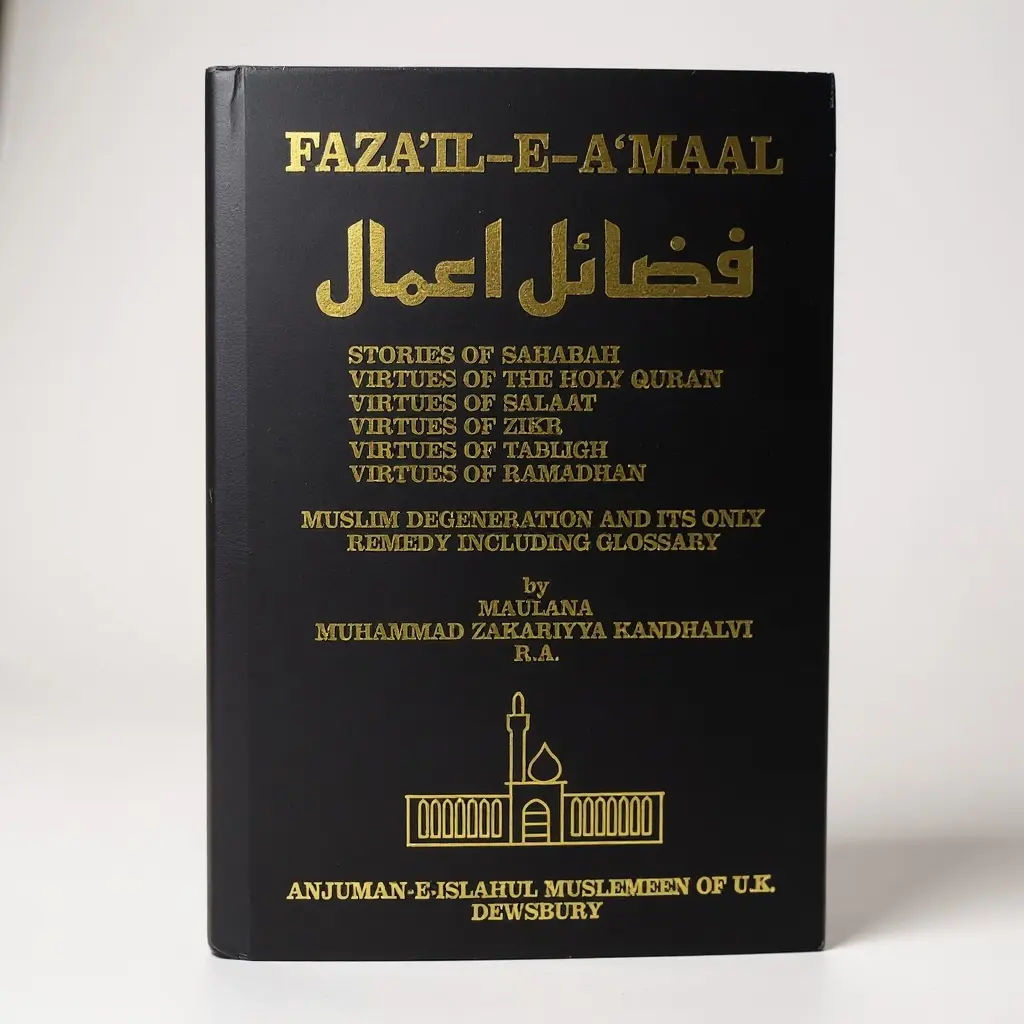 FAZA'IL-E-A'MAAL
فضائل اعمال
STORIES OF SAHABAH
VIRTUES OF THE HOLY QURAN
VIRTUES OF SALAAT
VIRTUES OF ZIKR
VIRTUES OF TABLIGH
VIRTUES OF RAMADHAN
MUSLIM DEGENERATION AND ITS ONLY
REMEDY INCLUDING GLOSSARY
by
MAULANA
MUHAMMAD ZAKARIYYA KANDHALVI
R.A.
ANJUMAN-E-ISLAHUL MUSLEMEEN OF U.K.
DEWSBURY